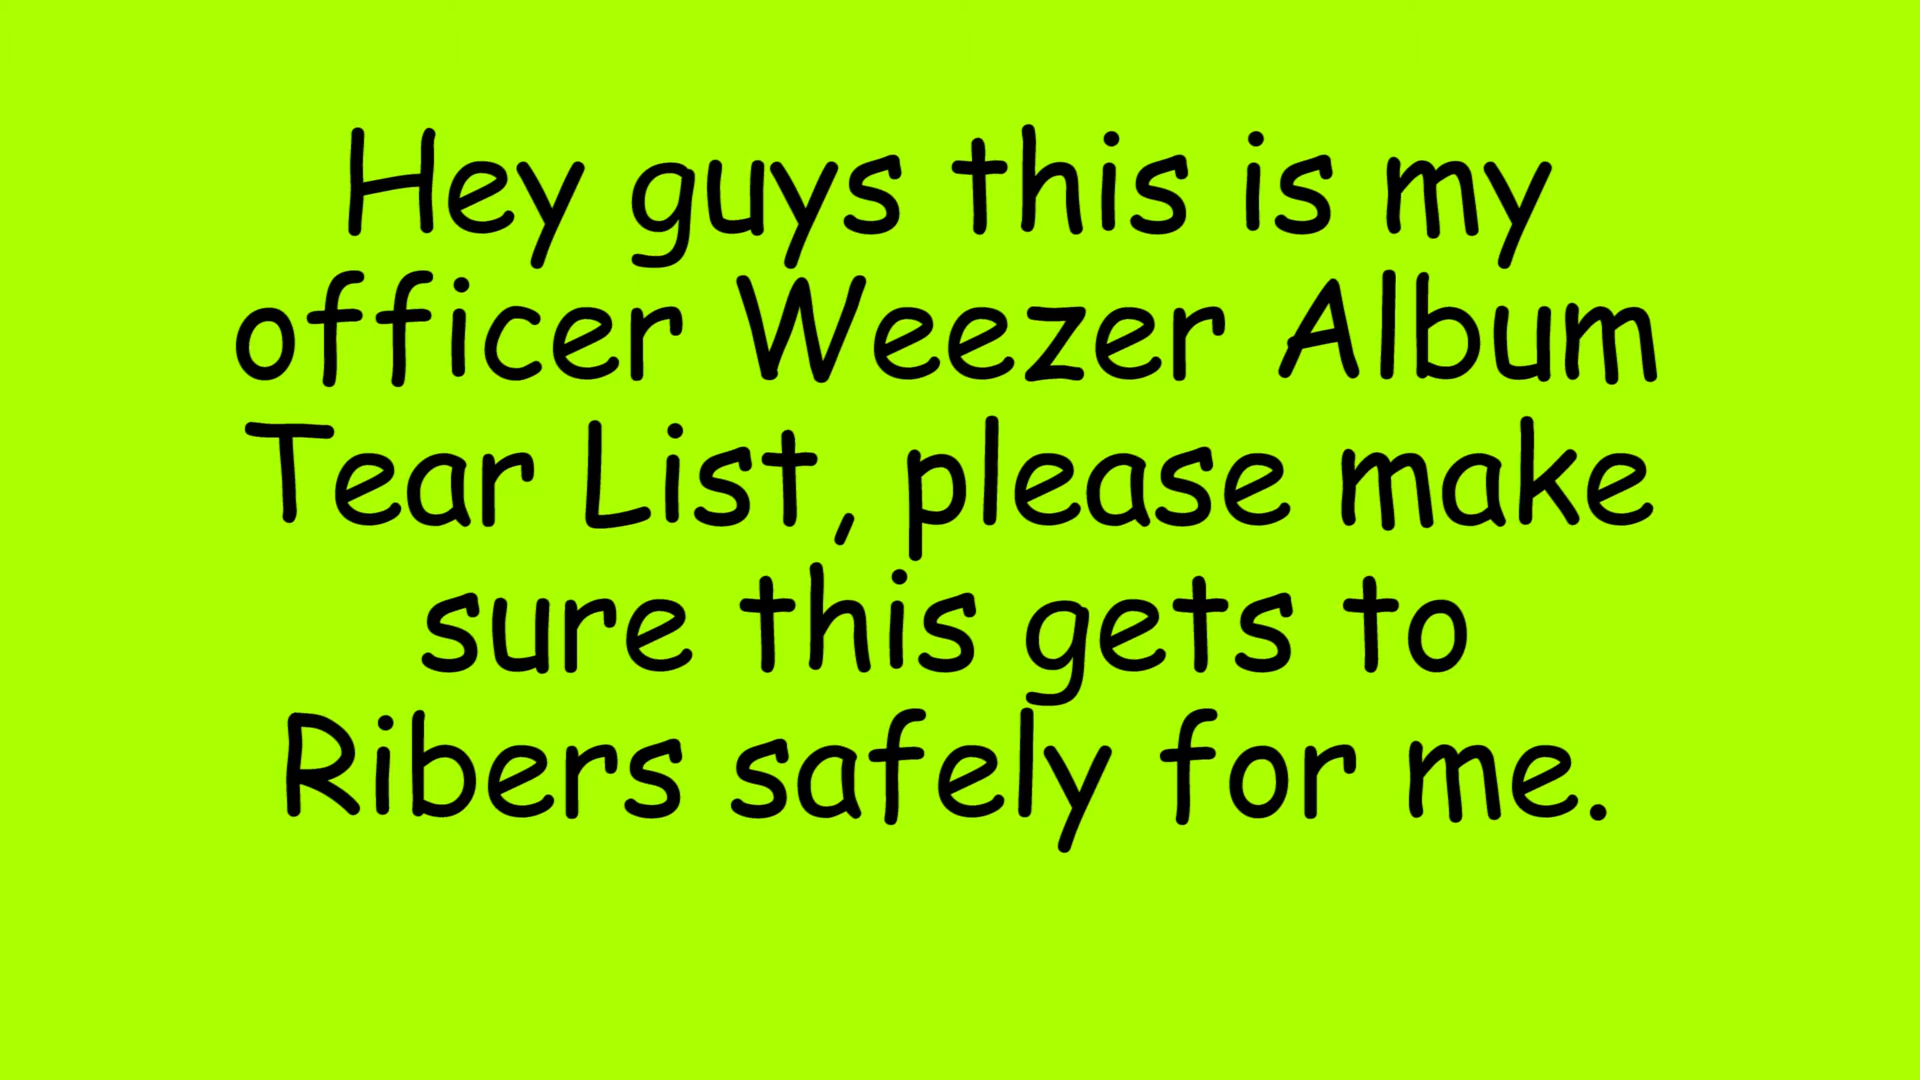 Hey guys this is my
officer Weezer Album
Tear List, please make
sure this gets to
Ribers safely for me.